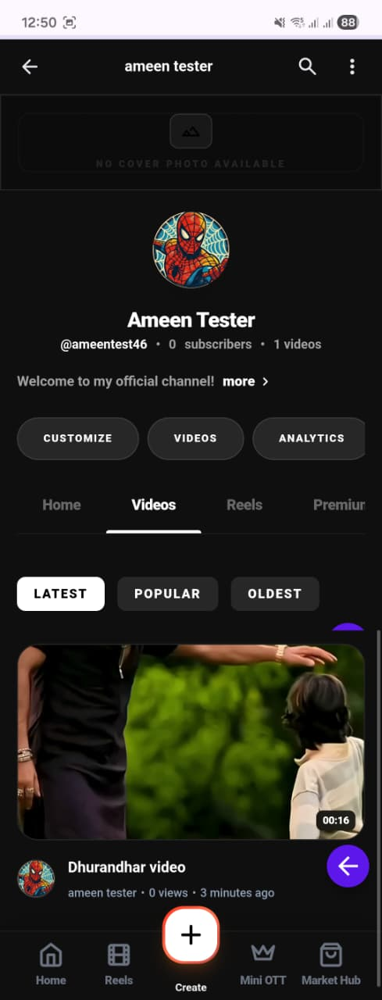 12:50
88
ameen tester
NO COVER PHOTO AVAILABLE
Ameen Tester
@ameentest46 • 0 subscribers • 1 videos
Welcome to my official channel! more >
CUSTOMIZE VIDEOS ANALYTICS
Home Videos Reels Premium
LATEST POPULAR OLDEST
00:16
Dhurandhar video
ameen tester • 0 views • 3 minutes ago
Home Reels Create Mini OTT Market Hub